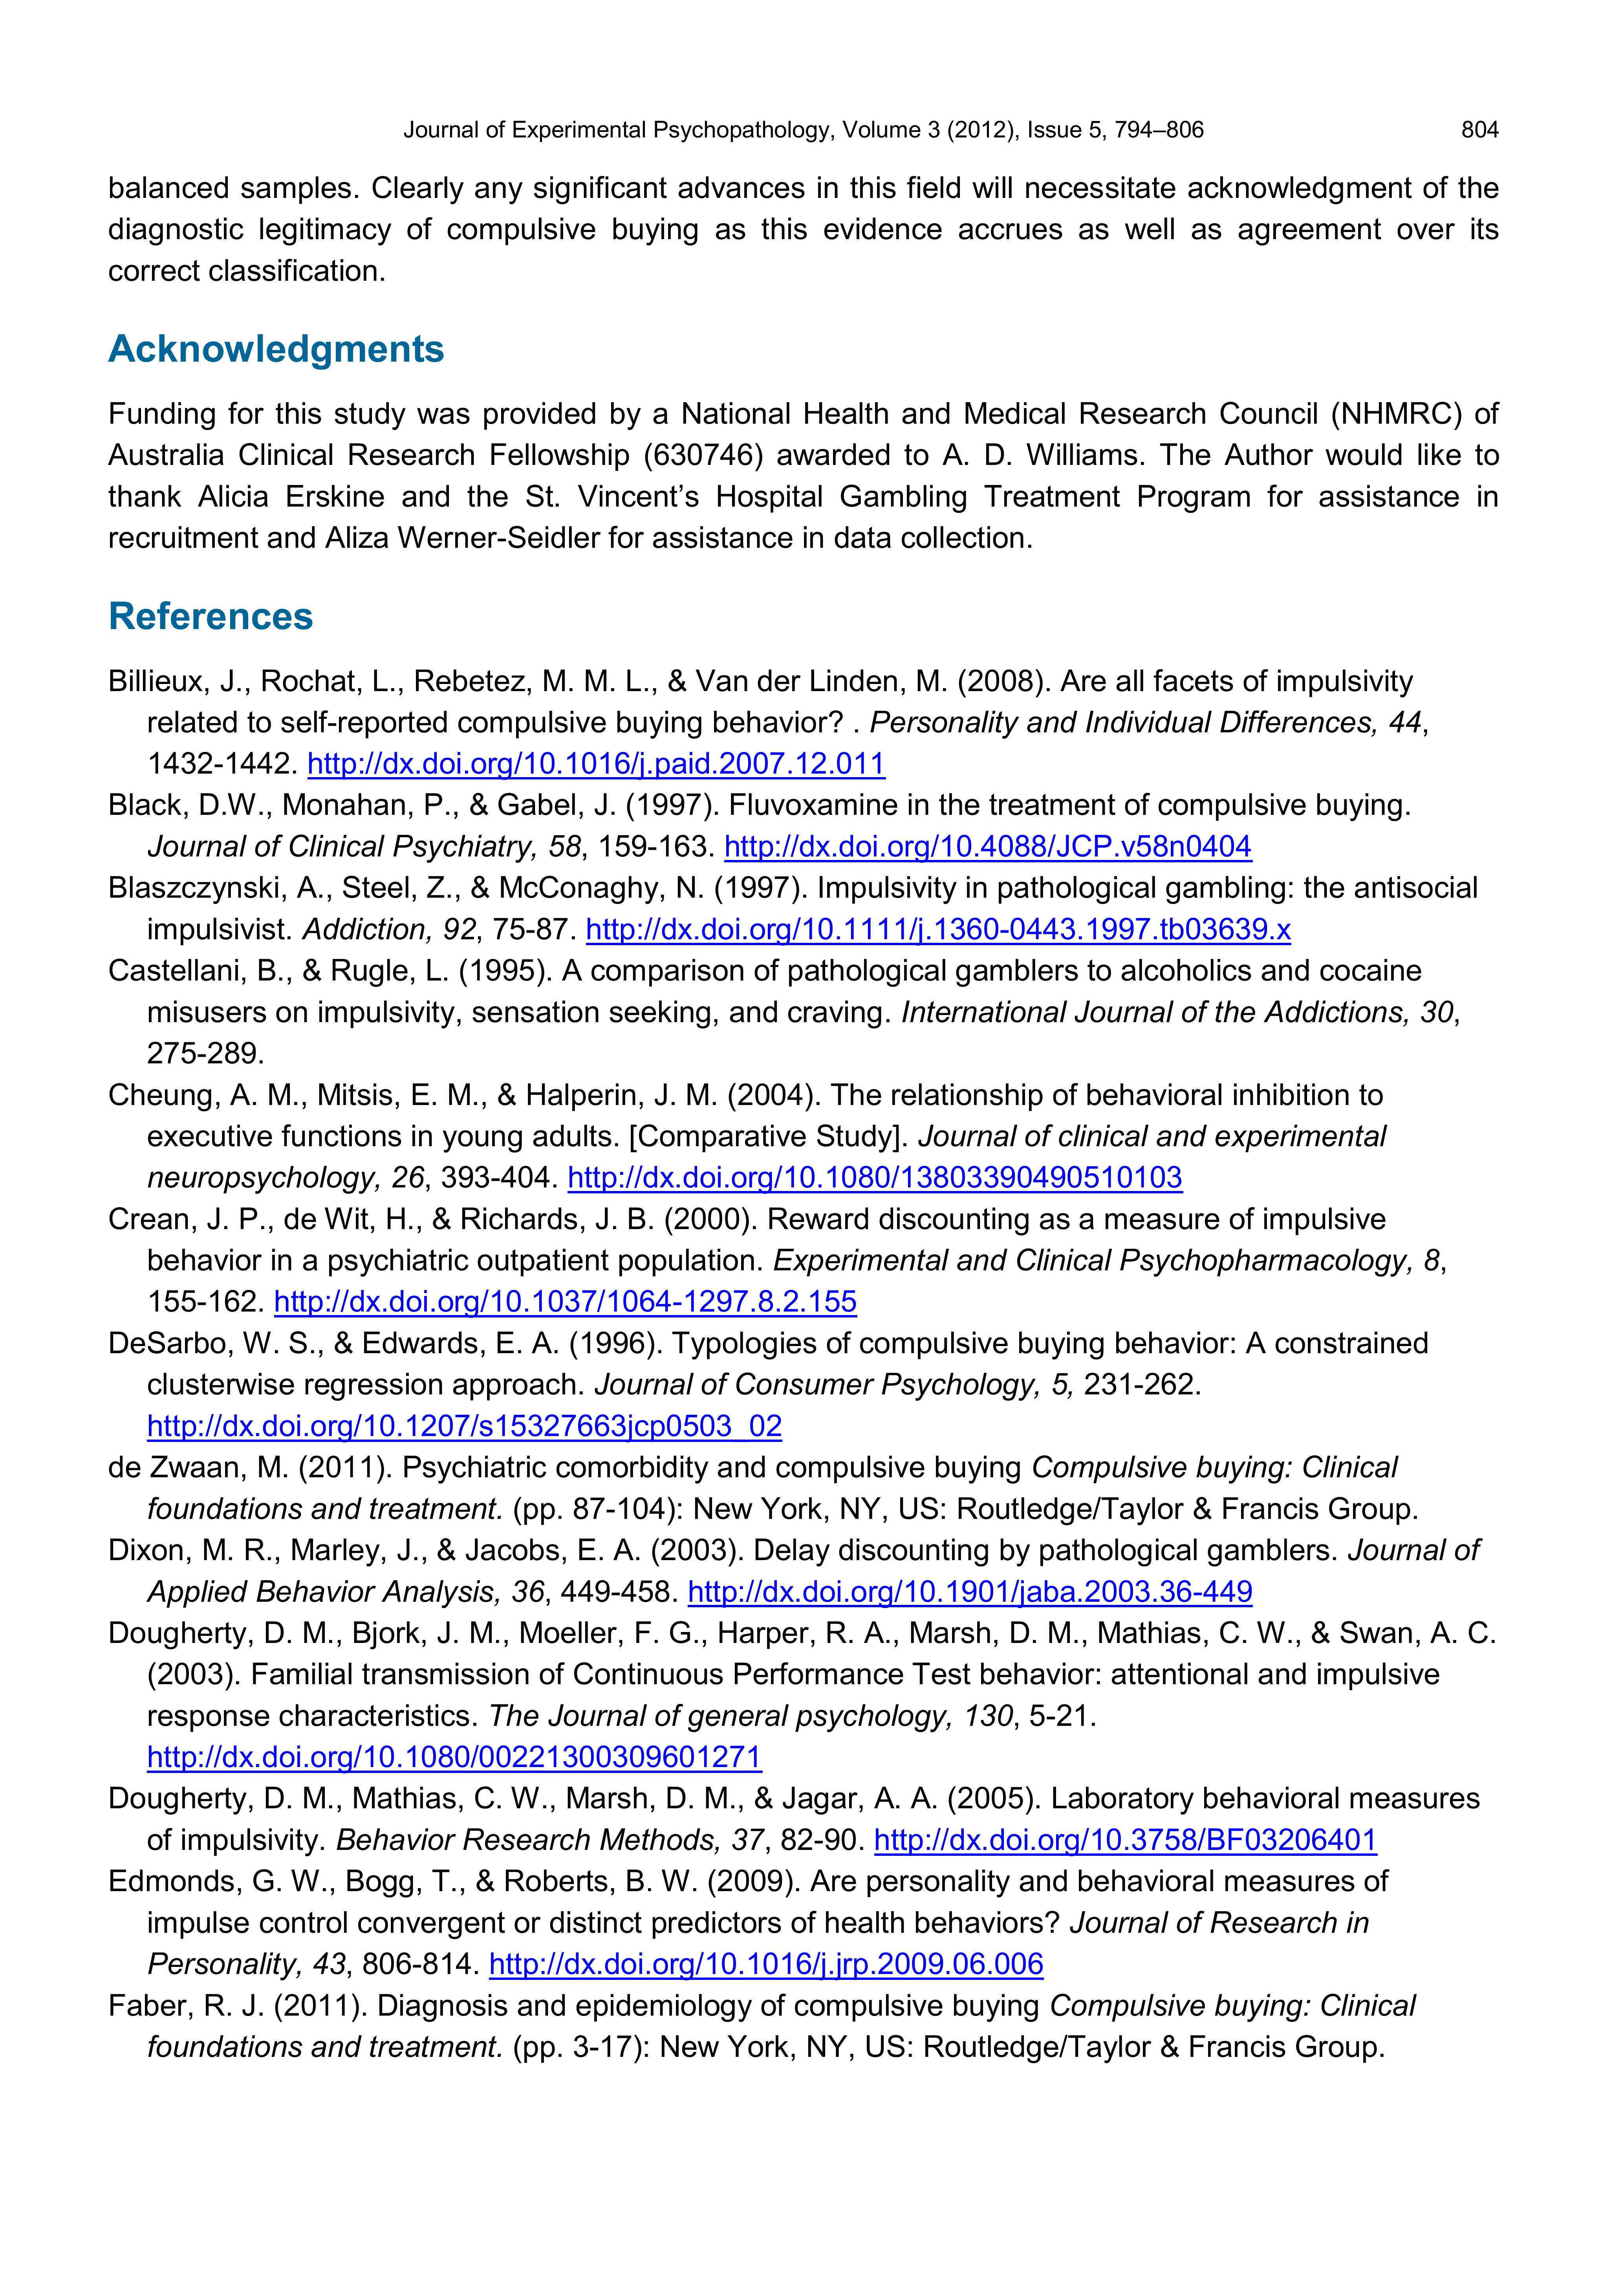 Journal of Experimental Psychopathology, Volume 3 (2012), Issue 5, 794–806 804
balanced samples. Clearly any significant advances in this field will necessitate acknowledgment of the
diagnostic legitimacy of compulsive buying as this evidence accrues as well as agreement over its
correct classification.
Acknowledgments
Funding for this study was provided by a National Health and Medical Research Council (NHMRC) of
Australia Clinical Research Fellowship (630746) awarded to A. D. Williams. The Author would like to
thank Alicia Erskine and the St. Vincent’s Hospital Gambling Treatment Program for assistance in
recruitment and Aliza Werner-Seidler for assistance in data collection.
References
Billieux, J., Rochat, L., Rebetez, M. M. L., & Van der Linden, M. (2008). Are all facets of impulsivity
related to self-reported compulsive buying behavior? . Personality and Individual Differences, 44,
1432-1442. http://dx.doi.org/10.1016/j.paid.2007.12.011
Black, D.W., Monahan, P., & Gabel, J. (1997). Fluvoxamine in the treatment of compulsive buying.
Journal of Clinical Psychiatry, 58, 159-163. http://dx.doi.org/10.4088/JCP.v58n0404
Blaszczynski, A., Steel, Z., & McConaghy, N. (1997). Impulsivity in pathological gambling: the antisocial
impulsivist. Addiction, 92, 75-87. http://dx.doi.org/10.1111/j.1360-0443.1997.tb03639.x
Castellani, B., & Rugle, L. (1995). A comparison of pathological gamblers to alcoholics and cocaine
misusers on impulsivity, sensation seeking, and craving. International Journal of the Addictions, 30,
275-289.
Cheung, A. M., Mitsis, E. M., & Halperin, J. M. (2004). The relationship of behavioral inhibition to
executive functions in young adults. [Comparative Study]. Journal of clinical and experimental
neuropsychology, 26, 393-404. http://dx.doi.org/10.1080/13803390490510103
Crean, J. P., de Wit, H., & Richards, J. B. (2000). Reward discounting as a measure of impulsive
behavior in a psychiatric outpatient population. Experimental and Clinical Psychopharmacology, 8,
155-162. http://dx.doi.org/10.1037/1064-1297.8.2.155
DeSarbo, W. S., & Edwards, E. A. (1996). Typologies of compulsive buying behavior: A constrained
clusterwise regression approach. Journal of Consumer Psychology, 5, 231-262.
http://dx.doi.org/10.1207/s15327663jcp0503_02
de Zwaan, M. (2011). Psychiatric comorbidity and compulsive buying Compulsive buying: Clinical
foundations and treatment. (pp. 87-104): New York, NY, US: Routledge/Taylor & Francis Group.
Dixon, M. R., Marley, J., & Jacobs, E. A. (2003). Delay discounting by pathological gamblers. Journal of
Applied Behavior Analysis, 36, 449-458. http://dx.doi.org/10.1901/jaba.2003.36-449
Dougherty, D. M., Bjork, J. M., Moeller, F. G., Harper, R. A., Marsh, D. M., Mathias, C. W., & Swan, A. C.
(2003). Familial transmission of Continuous Performance Test behavior: attentional and impulsive
response characteristics. The Journal of general psychology, 130, 5-21.
http://dx.doi.org/10.1080/00221300309601271
Dougherty, D. M., Mathias, C. W., Marsh, D. M., & Jagar, A. A. (2005). Laboratory behavioral measures
of impulsivity. Behavior Research Methods, 37, 82-90. http://dx.doi.org/10.3758/BF03206401
Edmonds, G. W., Bogg, T., & Roberts, B. W. (2009). Are personality and behavioral measures of
impulse control convergent or distinct predictors of health behaviors? Journal of Research in
Personality, 43, 806-814. http://dx.doi.org/10.1016/j.jrp.2009.06.006
Faber, R. J. (2011). Diagnosis and epidemiology of compulsive buying Compulsive buying: Clinical
foundations and treatment. (pp. 3-17): New York, NY, US: Routledge/Taylor & Francis Group.